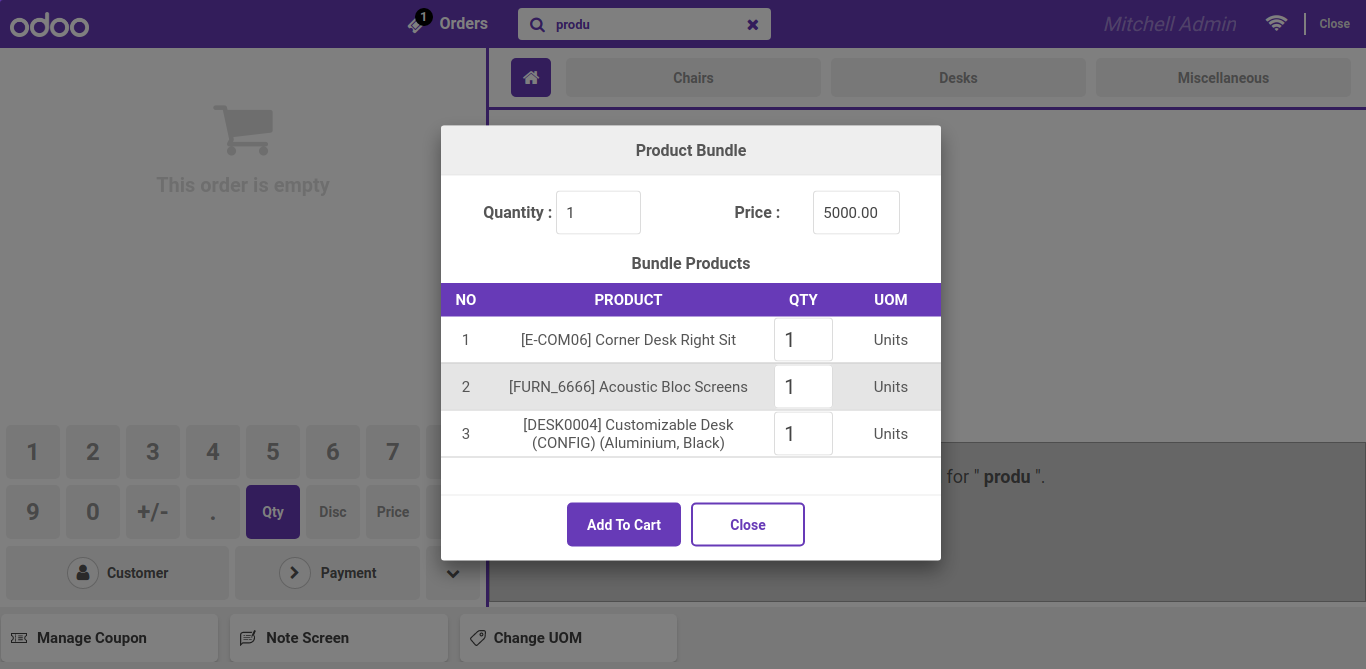 odoo
1
Orders
produ
Mitchell Admin
Close
Chairs
Desks
Miscellaneous
This order is empty
Product Bundle
Quantity : 1
Price : 5000.00
Bundle Products
NO PRODUCT QTY UOM
1 [E-COM06] Corner Desk Right Sit 1 Units
2 [FURN_6666] Acoustic Bloc Screens 1 Units
3 [DESK0004] Customizable Desk
(CONFIG) (Aluminium, Black) 1 Units
Add To Cart
Close
for " produ ".
1 2 3 4 5 6 7
9 0 +/- . Qty Disc Price
Customer
Payment
Manage Coupon
Note Screen
Change UOM